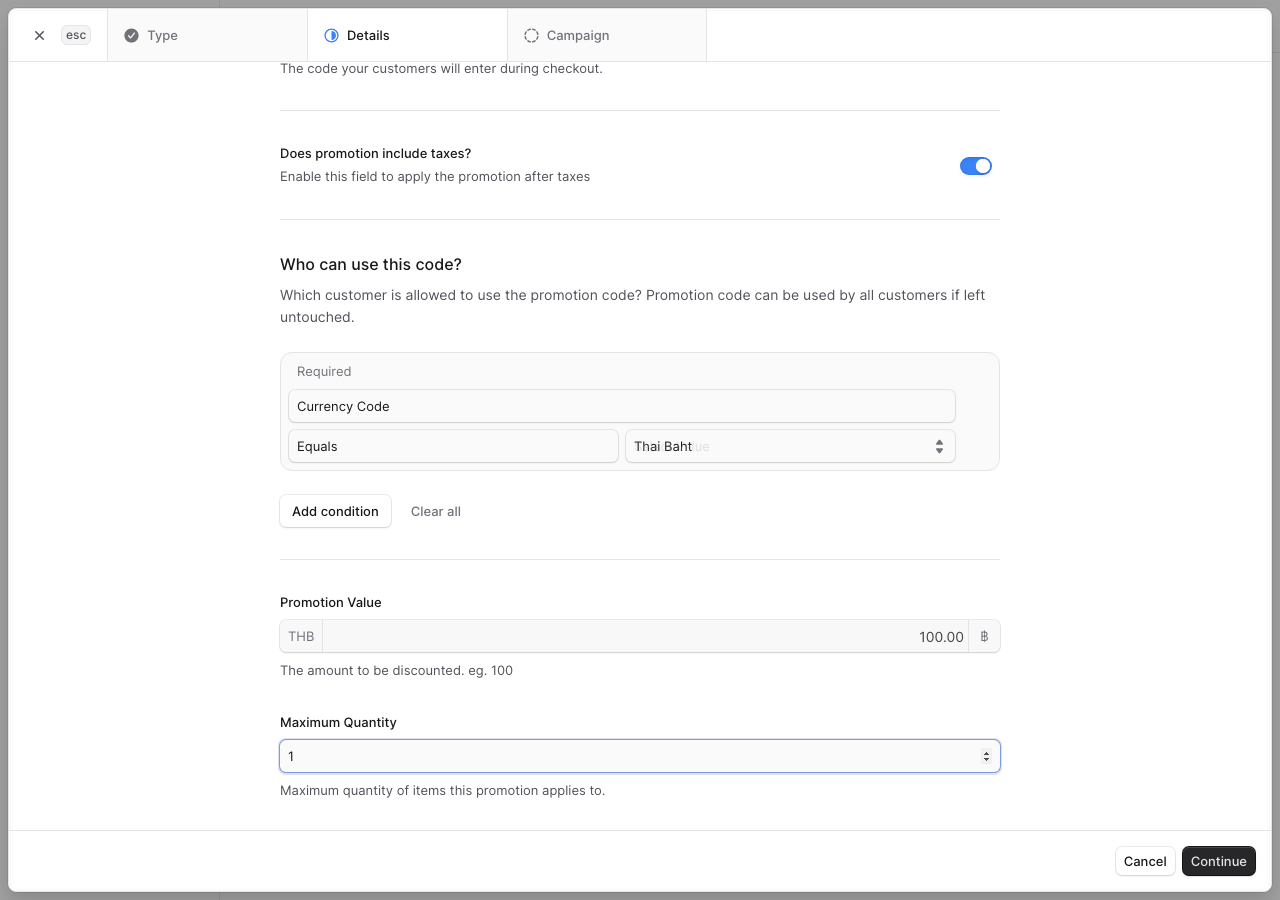 esc
Type
Details
Campaign
The code your customers will enter during checkout.
Does promotion include taxes?
Enable this field to apply the promotion after taxes
Who can use this code?
Which customer is allowed to use the promotion code? Promotion code can be used by all customers if left
untouched.
Required
Currency Code
Equals
Thai Baht
Add condition
Clear all
Promotion Value
THB
100.00
฿
The amount to be discounted. eg. 100
Maximum Quantity
1
Maximum quantity of items this promotion applies to.
Cancel
Continue